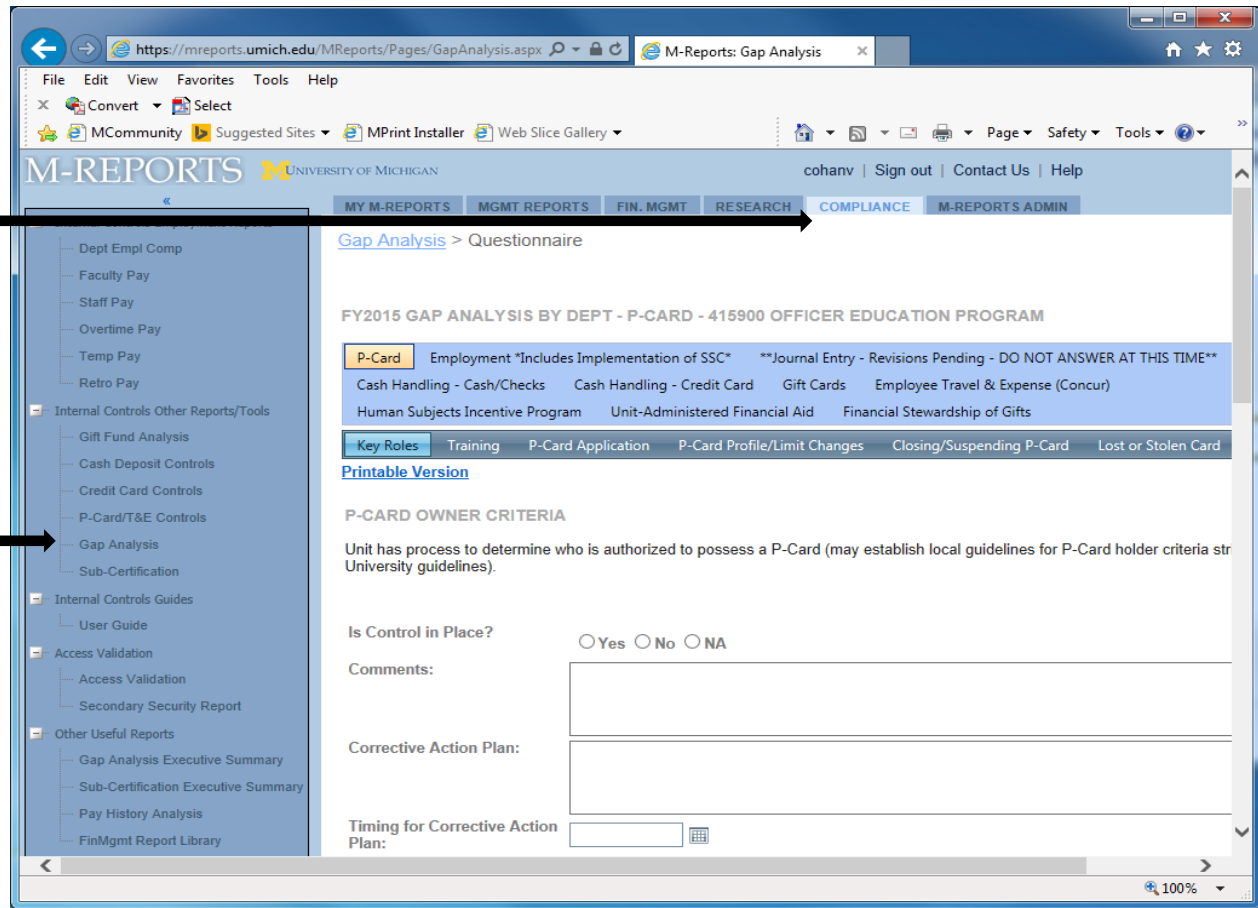 https://mreports.umich.edu/MReports/Pages/GapAnalysis.aspx
M-Reports: Gap Analysis
File Edit View Favorites Tools Help
x Convert Select
MCommunity Suggested Sites MPrint Installer Web Slice Gallery Page Safety Tools
M-REPORTS UNIVERSITY OF MICHIGAN
cohanv | Sign out | Contact Us | Help
«
MY M-REPORTS MGMT REPORTS FIN. MGMT RESEARCH COMPLIANCE M-REPORTS ADMIN
Dept Empl Comp
Faculty Pay
Staff Pay
Overtime Pay
Temp Pay
Retro Pay
Internal Controls Other Reports/Tools
Gift Fund Analysis
Cash Deposit Controls
Credit Card Controls
P-Card/T&E Controls
Gap Analysis
Sub-Certification
Internal Controls Guides
User Guide
Access Validation
Access Validation
Secondary Security Report
Other Useful Reports
Gap Analysis Executive Summary
Sub-Certification Executive Summary
Pay History Analysis
FinMgmt Report Library
Gap Analysis > Questionnaire
FY2015 GAP ANALYSIS BY DEPT - P-CARD - 415900 OFFICER EDUCATION PROGRAM
P-Card Employment *Includes Implementation of SSC* **Journal Entry - Revisions Pending - DO NOT ANSWER AT THIS TIME**
Cash Handling - Cash/Checks Cash Handling - Credit Card Gift Cards Employee Travel & Expense (Concur)
Human Subjects Incentive Program Unit-Administered Financial Aid Financial Stewardship of Gifts
Key Roles Training P-Card Application P-Card Profile/Limit Changes Closing/Suspending P-Card Lost or Stolen Card
Printable Version
P-CARD OWNER CRITERIA
Unit has process to determine who is authorized to possess a P-Card (may establish local guidelines for P-Card holder criteria str
University guidelines).
Is Control in Place? Yes No NA
Comments:
Corrective Action Plan:
Timing for Corrective Action
Plan:
100%